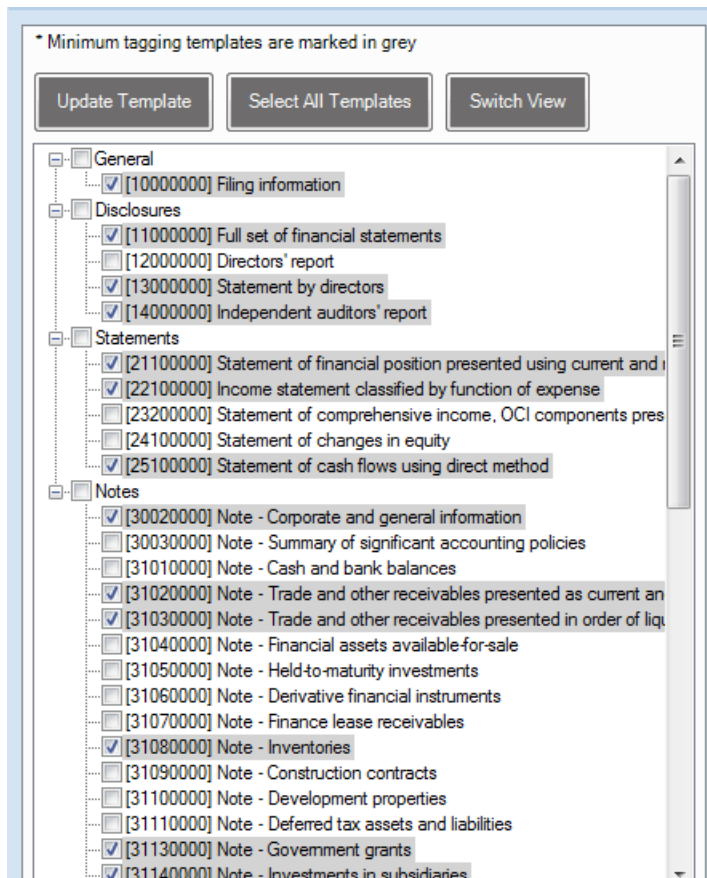 * Minimum tagging templates are marked in grey
Update Template Select All Templates Switch View
General
[10000000] Filing information
Disclosures
[11000000] Full set of financial statements
[12000000] Directors' report
[13000000] Statement by directors
[14000000] Independent auditors' report
Statements
[21100000] Statement of financial position presented using current and
[22100000] Income statement classified by function of expense
[23200000] Statement of comprehensive income, OCI components pres
[24100000] Statement of changes in equity
[25100000] Statement of cash flows using direct method
Notes
[30020000] Note - Corporate and general information
[30030000] Note - Summary of significant accounting policies
[31010000] Note - Cash and bank balances
[31020000] Note - Trade and other receivables presented as current an
[31030000] Note - Trade and other receivables presented in order of liqu
[31040000] Note - Financial assets available-for-sale
[31050000] Note - Held-to-maturity investments
[31060000] Note - Derivative financial instruments
[31070000] Note - Finance lease receivables
[31080000] Note - Inventories
[31090000] Note - Construction contracts
[31100000] Note - Development properties
[31110000] Note - Deferred tax assets and liabilities
[31130000] Note - Government grants
[31140000] Note - Investments in subsidiaries